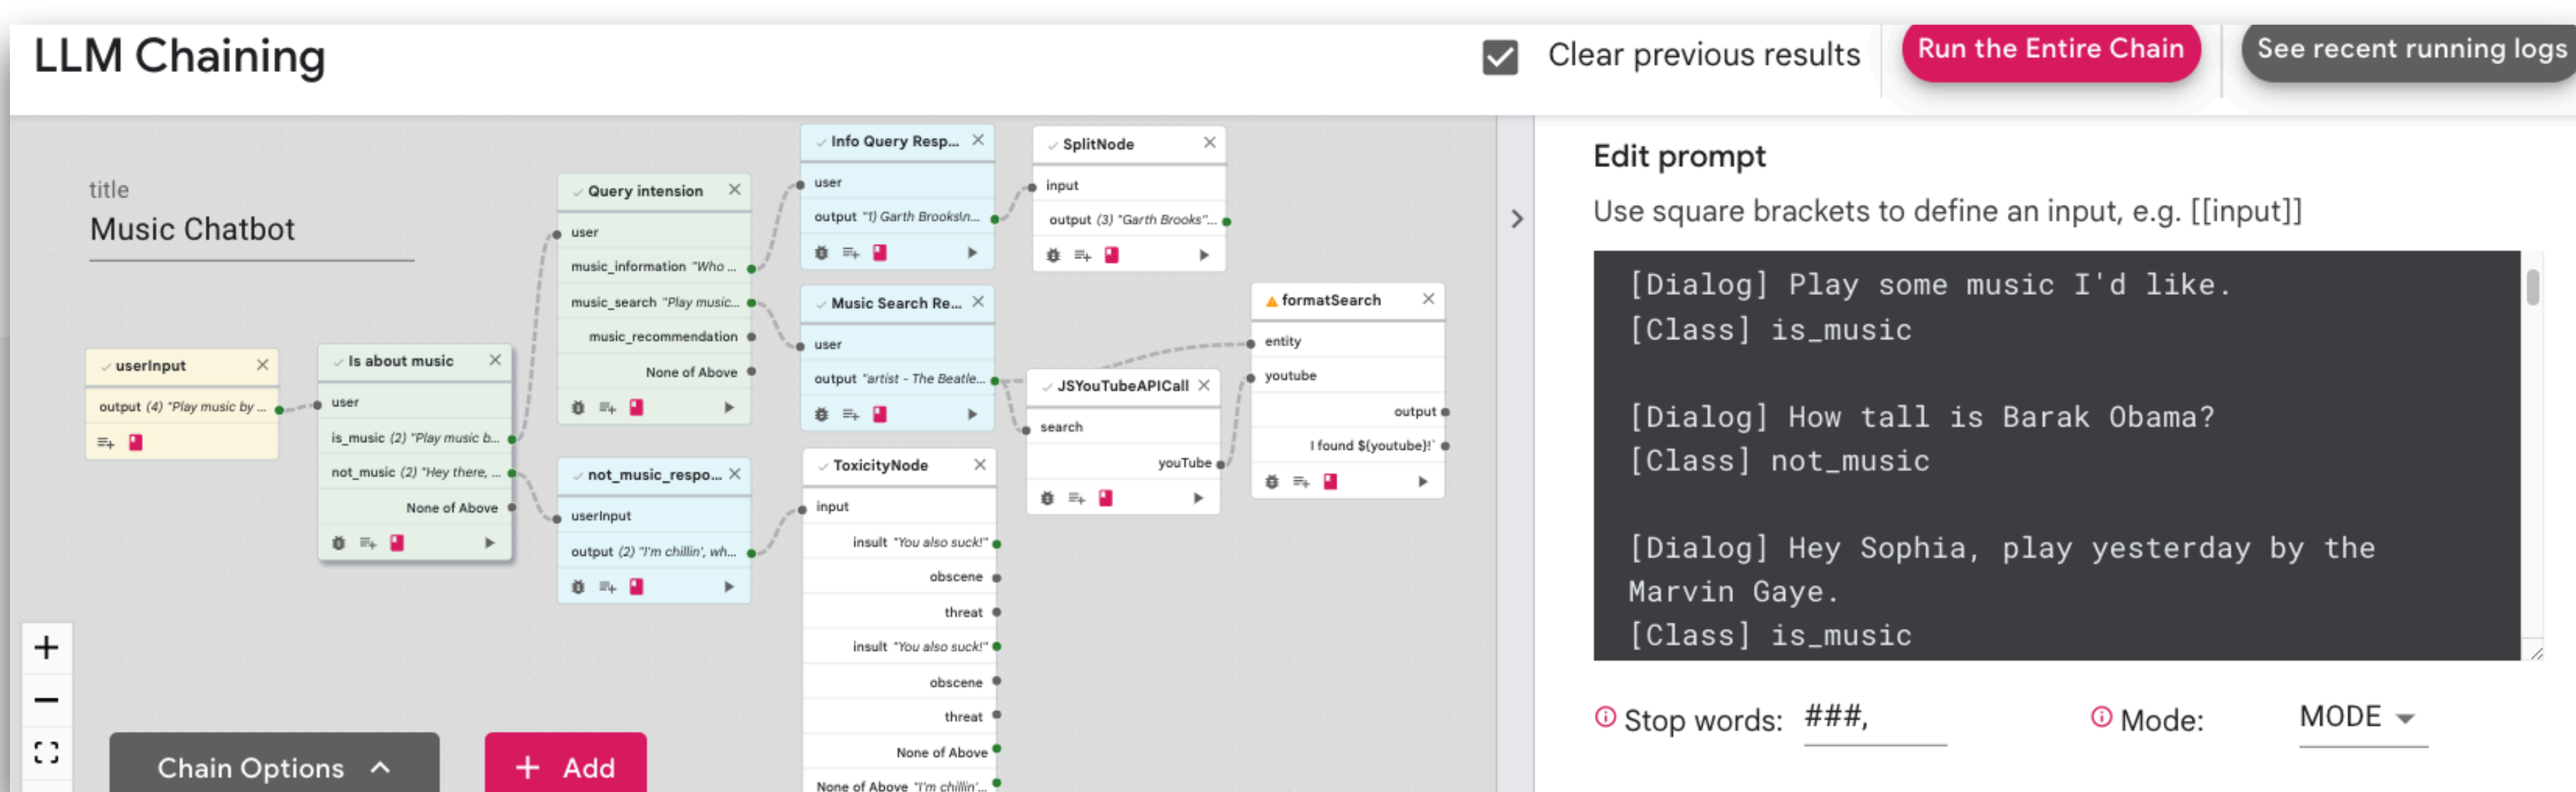 LLM Chaining
Clear previous results
Run the Entire Chain
See recent running logs
title
Music Chatbot
userInput
output (4) "Play music by ...
Is about music
user
is_music (2) "Play music b...
not_music (2) "Hey there, ...
None of Above
Query intension
user
music_information "Who ...
music_search "Play music...
music_recommendation
None of Above
not_music_respo...
userInput
output (2) "I'm chillin', wh...
Info Query Resp...
user
output "1) Garth Brooks\n...
Music Search Re...
user
output "artist - The Beatle...
ToxicityNode
input
insult "You also suck!"
obscene
threat
insult "You also suck!"
obscene
threat
None of Above
None of Above "I'm chillin'...
SplitNode
input
output (3) "Garth Brooks"...
JSYouTubeAPICall
search
youTube
formatSearch
entity
youtube
output
I found ${youtube}!`
Chain Options
+ Add
Edit prompt
Use square brackets to define an input, e.g. [[input]]
[Dialog] Play some music I'd like.
[Class] is_music
[Dialog] How tall is Barak Obama?
[Class] not_music
[Dialog] Hey Sophia, play yesterday by the
Marvin Gaye.
[Class] is_music
Stop words: ###,
Mode: MODE